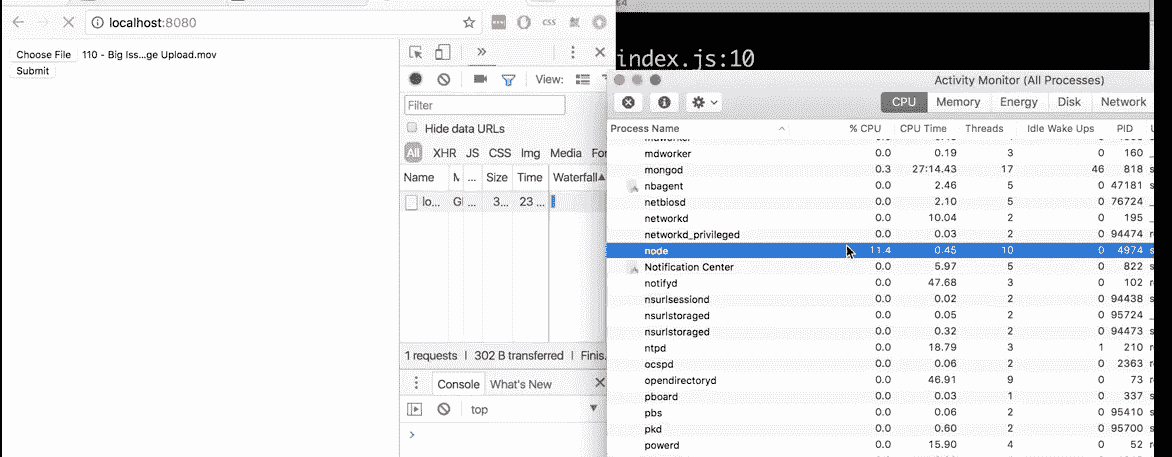 localhost:8080
CSS
Choose File 110 - Big Iss...ge Upload.mov
Submit
View:
Filter
Hide data URLs
All XHR JS CSS Img Media
Name ... Size Time Waterfall
lo... ... 3... 23 ...
1 requests | 302 B transferred | Finis.
Console What's New
top
index.js:10
Activity Monitor (All Processes)
CPU Memory Energy Disk Network
Process Name % CPU CPU Time Threads Idle Wake Ups PID
mdworker 0.0 0.19 3 0 160
mongod 0.3 27:14.43 17 46 818
nbagent 0.0 2.46 5 0 47181
netbiosd 0.0 2.10 5 0 76724
networkd 0.0 10.04 2 0 195
networkd_privileged 0.0 0.03 2 0 94474
node 11.4 0.45 10 0 4974
Notification Center 0.0 5.97 5 0 822
notifyd 0.0 47.68 3 0 102
nsurlsessiond 0.0 0.02 2 0 94438
nsurlstoraged 0.0 0.05 2 0 95724
nsurlstoraged 0.0 0.32 2 0 94473
ntpd 0.0 18.79 3 1 210
ocspd 0.0 0.06 2 0 2363
opendirectoryd 0.0 46.91 9 0 73
pboard 0.0 0.03 1 0 337
pbs 0.0 0.06 2 0 95410
pkd 0.0 0.60 2 0 95700
powerd 0.0 15.90 4 0 52